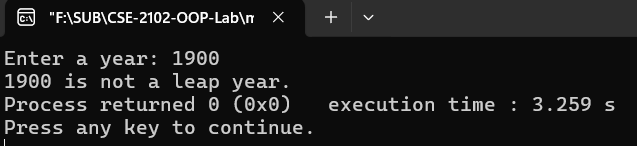 "F:\SUB\CSE-2102-OOP-Lab\m
Enter a year: 1900
1900 is not a leap year.
Process returned 0 (0x0)   execution time : 3.259 s
Press any key to continue.